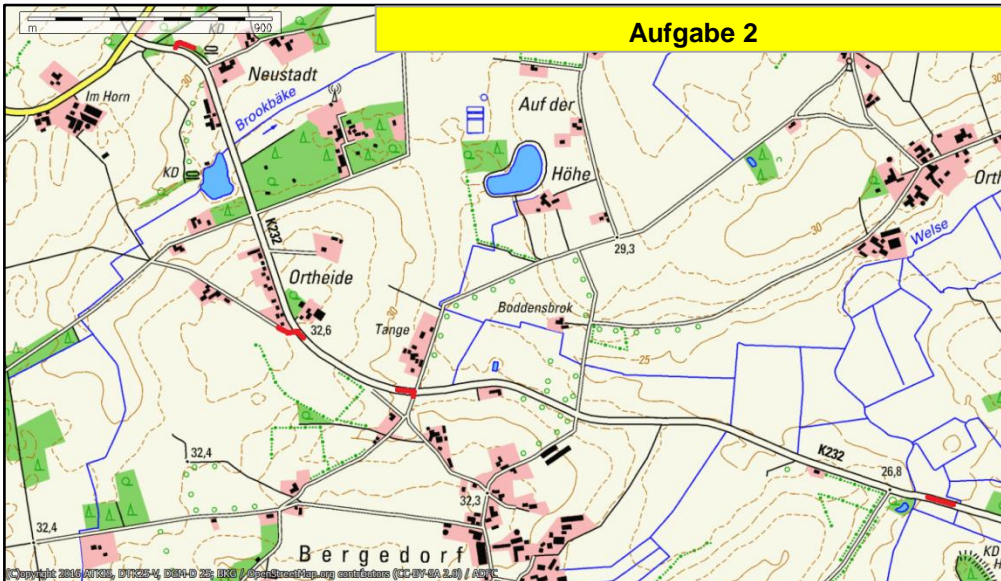 Aufgabe 2
KD
m 900
Neustadt
Im Horn
Brookbäke
Auf der
Höhe
KD
K232
29,3
30
30
Orth
Welse
Ortheide
32,6
Tange
30
Boddensbrok
25
K232
26,8
32,4
32,4
32,3
Bergedorf
KD
(C)opyright 2016 ATKIS, DTK25-V, DGM-D 25: BKG / OpenStreetMap.org contributors (CC-BY-SA 2.0) / ADFC